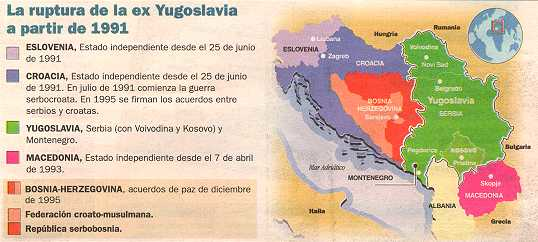 La ruptura de la ex Yugoslavia
a partir de 1991
ESLOVENIA, Estado independiente desde el 25 de junio
de 1991
CROACIA, Estado independiente desde el 25 de junio
de 1991. En julio de 1991 comienza la guerra
serbocroata. En 1995 se firman los acuerdos entre
serbios y croatas.
YUGOSLAVIA, Serbia (con Voivodina y Kosovo) y
Montenegro.
MACEDONIA, Estado independiente desde el 7 de abril
de 1993.
BOSNIA-HERZEGOVINA, acuerdos de paz de diciembre
de 1995
Federación croato-musulmana.
República serbobosnia.
Hungría
Rumania
Liubliana
ESLOVENIA
Zagreb
CROACIA
Voivodina
Novi Sad
Belgrado
BOSNIA
HERZEGOVINA
Sarajevo
Yugoslavia
SERBIA
Bulgaria
Mar Adriático
Podgorica
KOSOVO
Pristina
MONTENEGRO
Skopje
MACEDONIA
Italia
ALBANIA
Grecia